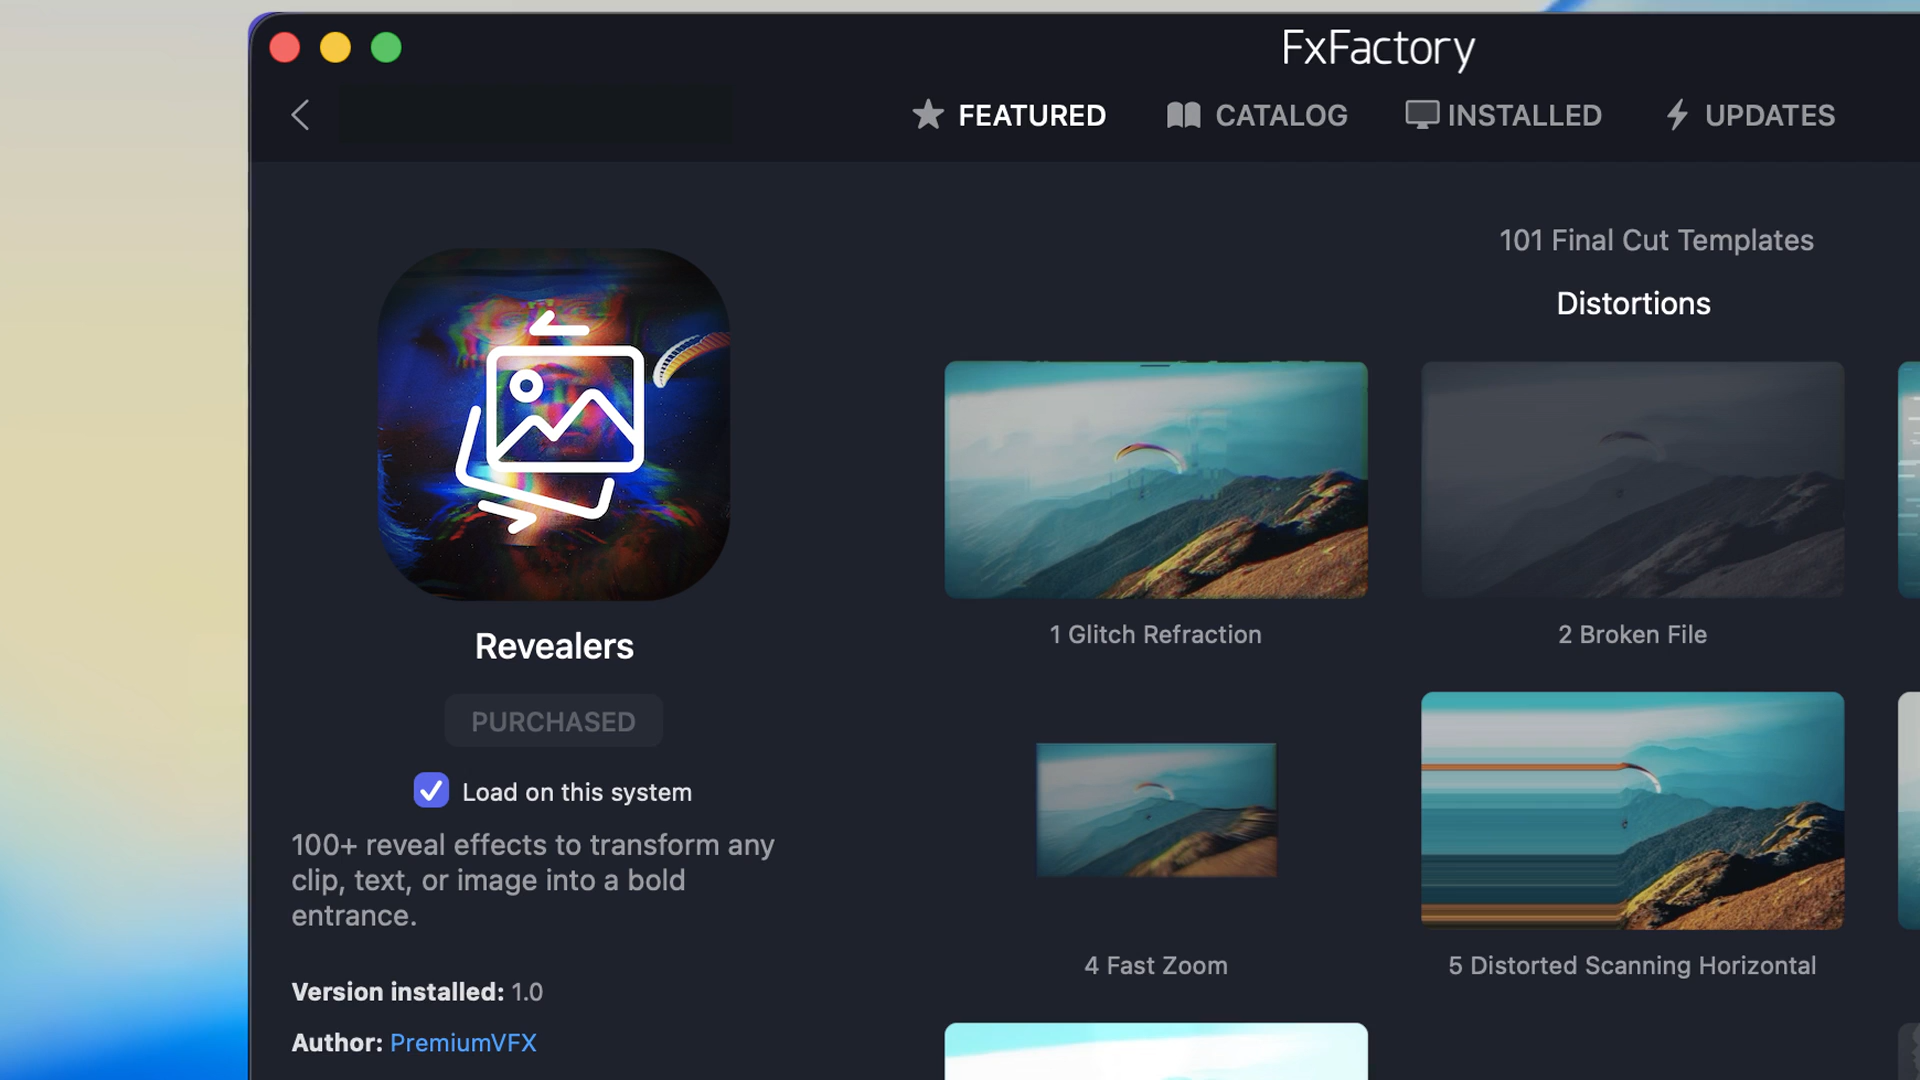 FxFactory
FEATURED
CATALOG
INSTALLED
UPDATES
101 Final Cut Templates
Distortions
Revealers
PURCHASED
Load on this system
100+ reveal effects to transform any
clip, text, or image into a bold
entrance.
Version installed: 1.0
Author: PremiumVFX
1 Glitch Refraction
2 Broken File
4 Fast Zoom
5 Distorted Scanning Horizontal